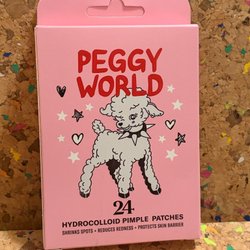 PEGGY
WORLD
24
HYDROCOLLOID PIMPLE PATCHES
SHRINKS SPOTS • REDUCES REDNESS • PROTECTS SKIN BARRIER